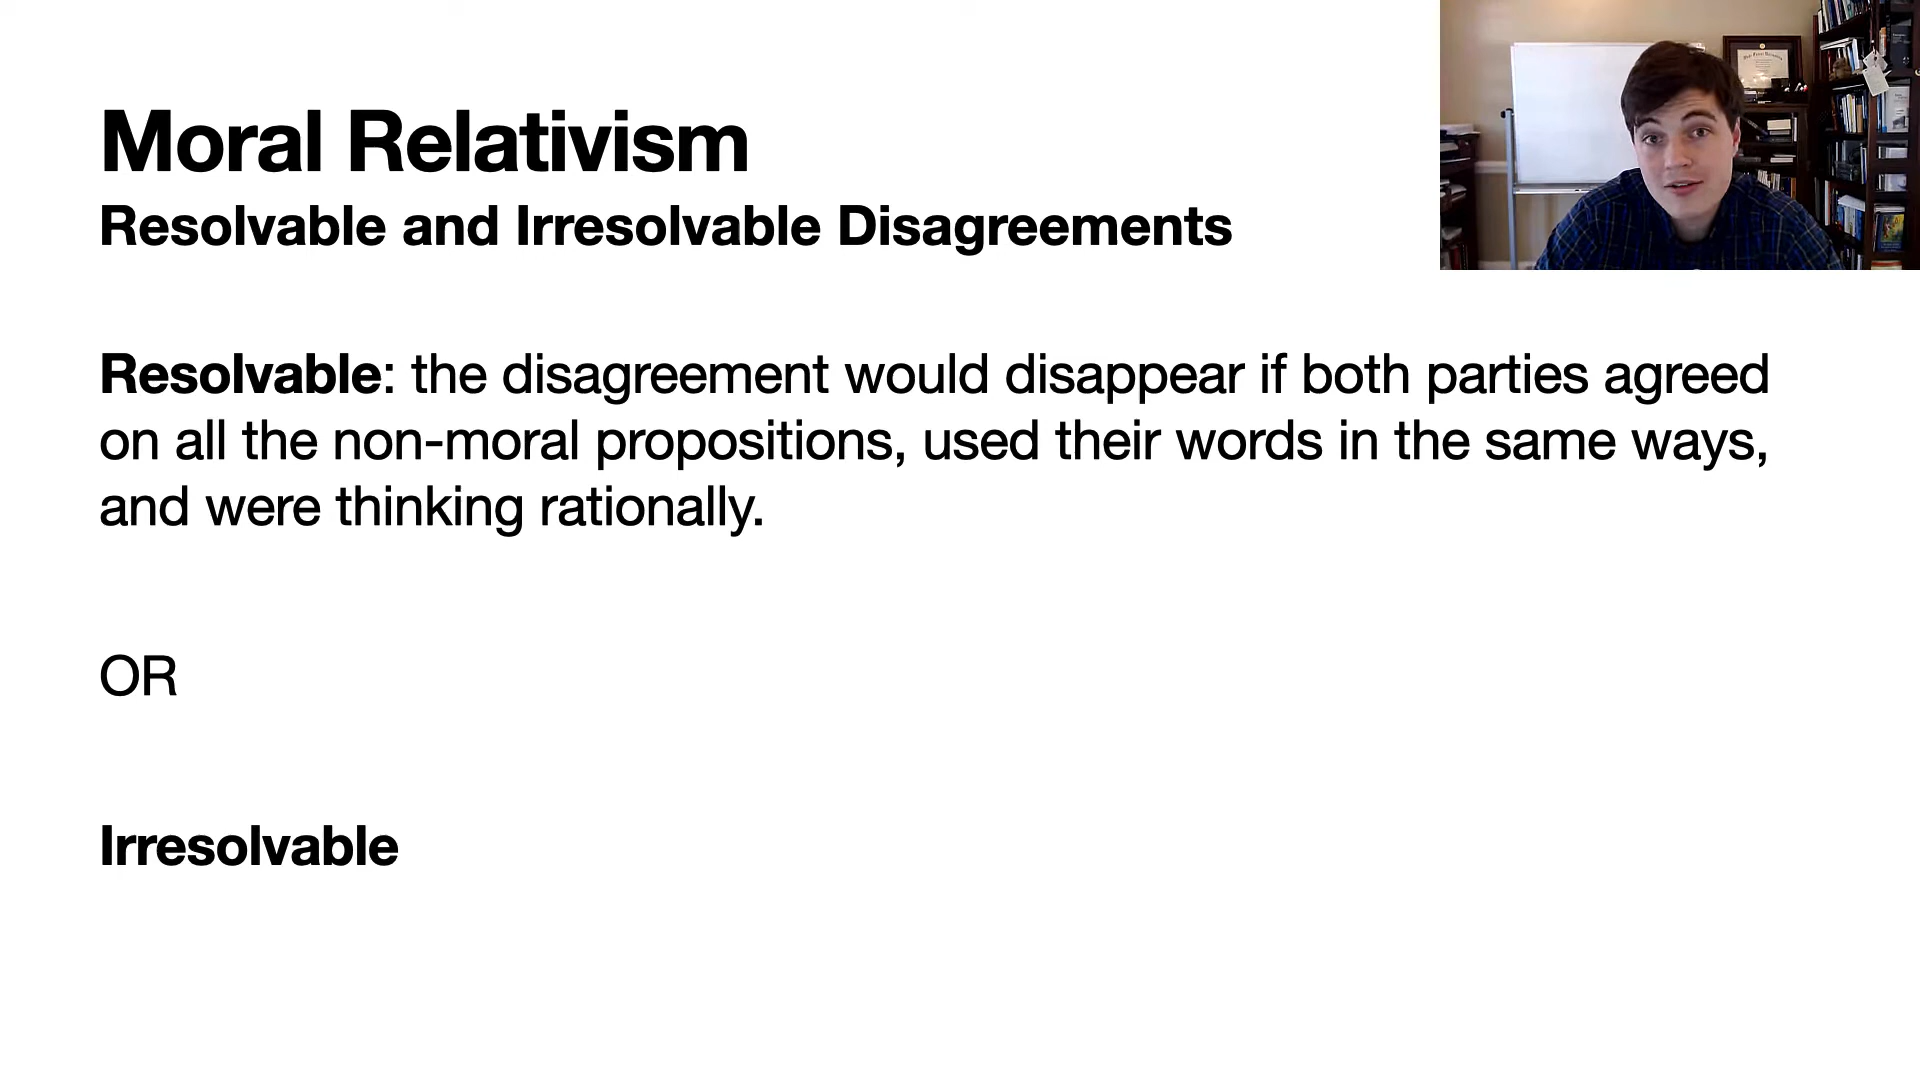 Moral Relativism
Resolvable and Irresolvable Disagreements
Resolvable: the disagreement would disappear if both parties agreed
on all the non-moral propositions, used their words in the same ways,
and were thinking rationally.
OR
Irresolvable